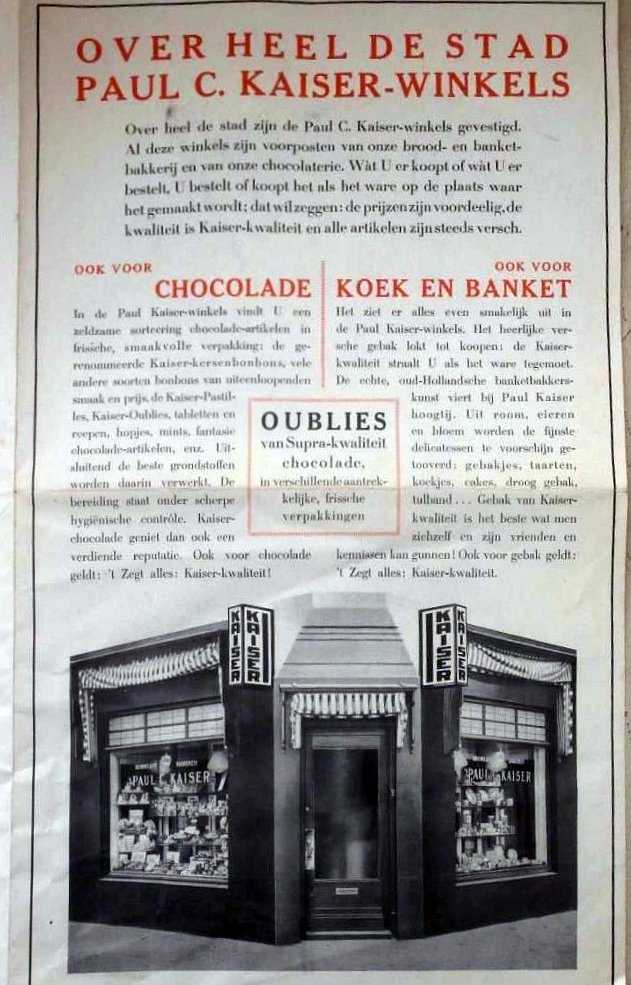 OVER HEEL DE STAD
PAUL C. KAISER-WINKELS
Over heel de stad zijn de Paul C. Kaiser-winkels gevestigd.
Al deze winkels zijn voorposten van onze brood- en banket-
bakkerij en van onze chocolaterie. Wàt U er koopt of wàt U er
bestelt, U bestelt of koopt het als het ware op de plaats waar
het gemaakt wordt; dat wil zeggen: de prijzen zijn voordeelig, de
kwaliteit is Kaiser-kwaliteit en alle artikelen zijn steeds versch.
OOK VOOR
CHOCOLADE
In de Paul Kaiser-winkels vindt U een
zeldzame sorteering chocolade-artikelen in
frissche, smaakvolle verpakking: de ge-
renommeerde Kaiser-kersenbonbons, vele
andere soorten bonbons van uiteenloopenden
smaak en prijs, de Kaiser-Pastil-
les, Kaiser-Oublies, tabletten en
reepen, hopjes, mints, fantasie
chocolade-artikelen, enz. Uit-
sluitend de beste grondstoffen
worden daarin verwerkt. De
bereiding staat onder scherpe
hygiënische contrôle. Kaiser-
chocolade geniet dan ook een
verdiende reputatie. Ook voor chocolade
geldt: 't Zegt alles: Kaiser-kwaliteit!
OUBLIES
van Supra-kwaliteit
chocolade,
in verschillende aantrek-
kelijke, frissche
verpakkingen
OOK VOOR
KOEK EN BANKET
Het ziet er alles even smakelijk uit in
de Paul Kaiser-winkels. Het heerlijke ver-
sche gebak lokt tot koopen: de Kaiser-
kwaliteit straalt U als het ware tegemoet.
De echte, oud-Hollandsche banketbakkers-
kunst viert bij Paul Kaiser
hoogtij. Uit room, eieren
en bloem worden de fijnste
delicatessen te voorschijn ge-
tooverd: gebakjes, taarten,
koekjes, cakes, droog gebak,
tulband... Gebak van Kaiser-
kwaliteit is het beste wat men
zichzelf en zijn vrienden en
kennissen kan gunnen! Ook voor gebak geldt:
't Zegt alles: Kaiser-kwaliteit.
KAISER
KAISER
KAISER
KAISER
PAUL C. KAISER
PAUL C. KAISER